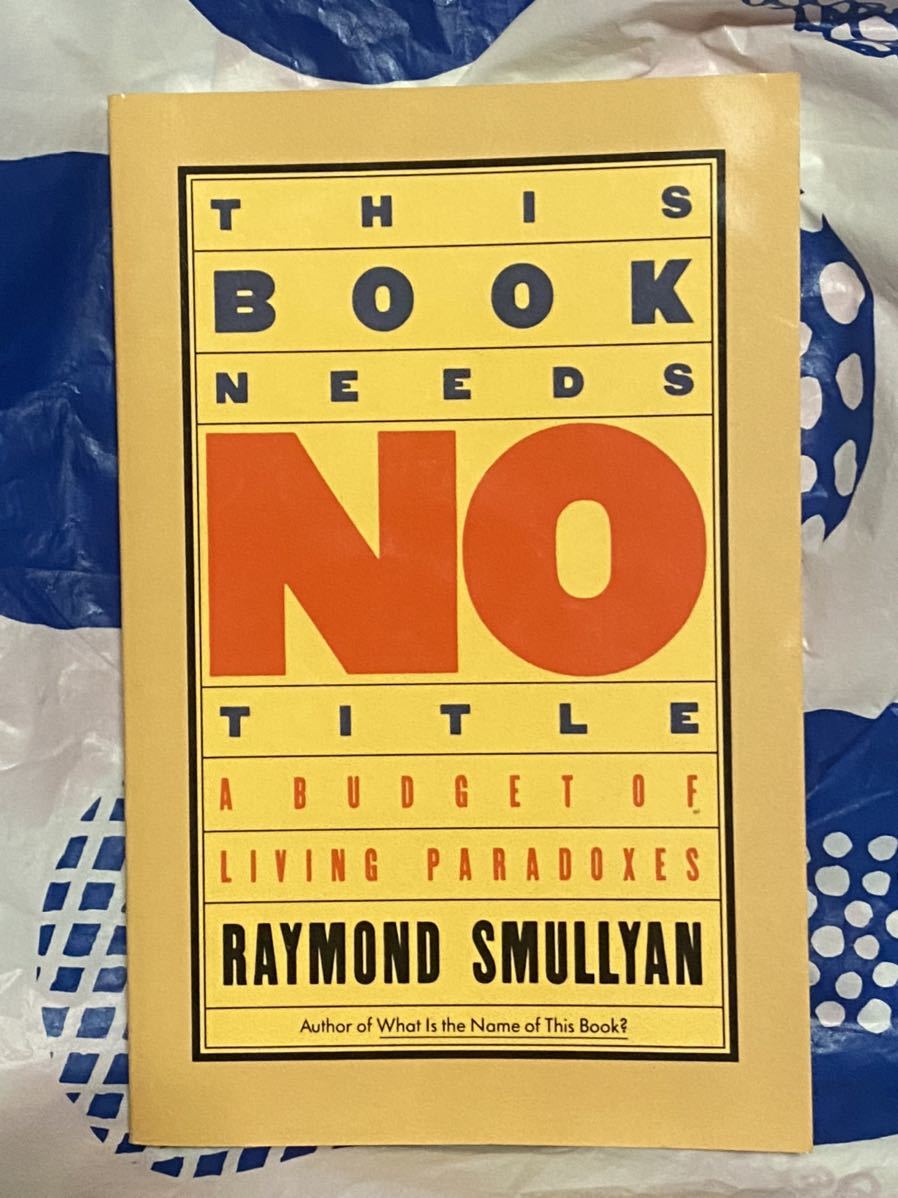 THIS
BOOK
NEEDS
NO
TITLE
A BUDGET OF
LIVING PARADOXES
RAYMOND SMULLYAN
Author of What Is the Name of This Book?